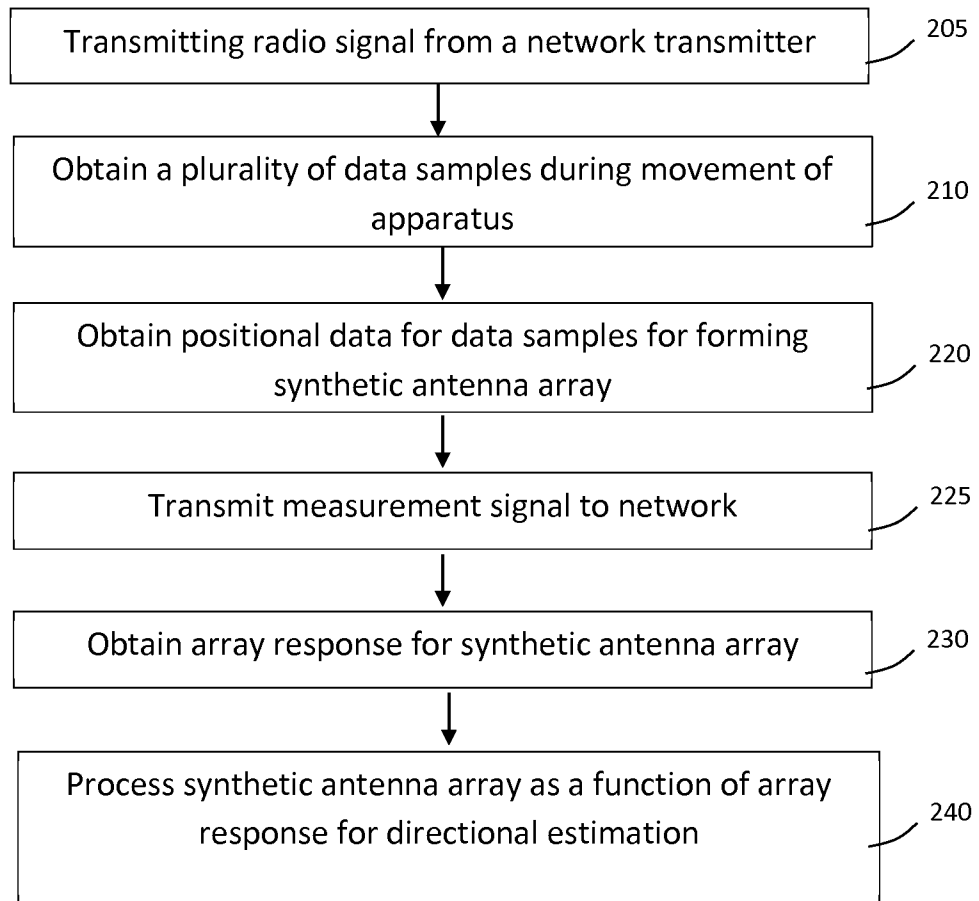 Transmitting radio signal from a network transmitter
205
Obtain a plurality of data samples during movement of
apparatus
210
Obtain positional data for data samples for forming
synthetic antenna array
220
Transmit measurement signal to network
225
Obtain array response for synthetic antenna array
230
Process synthetic antenna array as a function of array
response for directional estimation
240